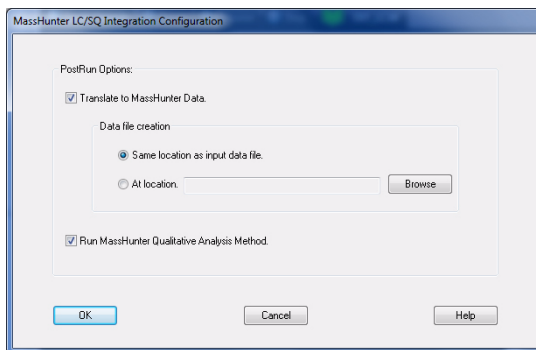 MassHunter LC/SQ Integration Configuration
PostRun Options:
Translate to MassHunter Data.
Data file creation
Same location as input data file.
At location.
Browse
Run MassHunter Qualitative Analysis Method.
OK Cancel Help